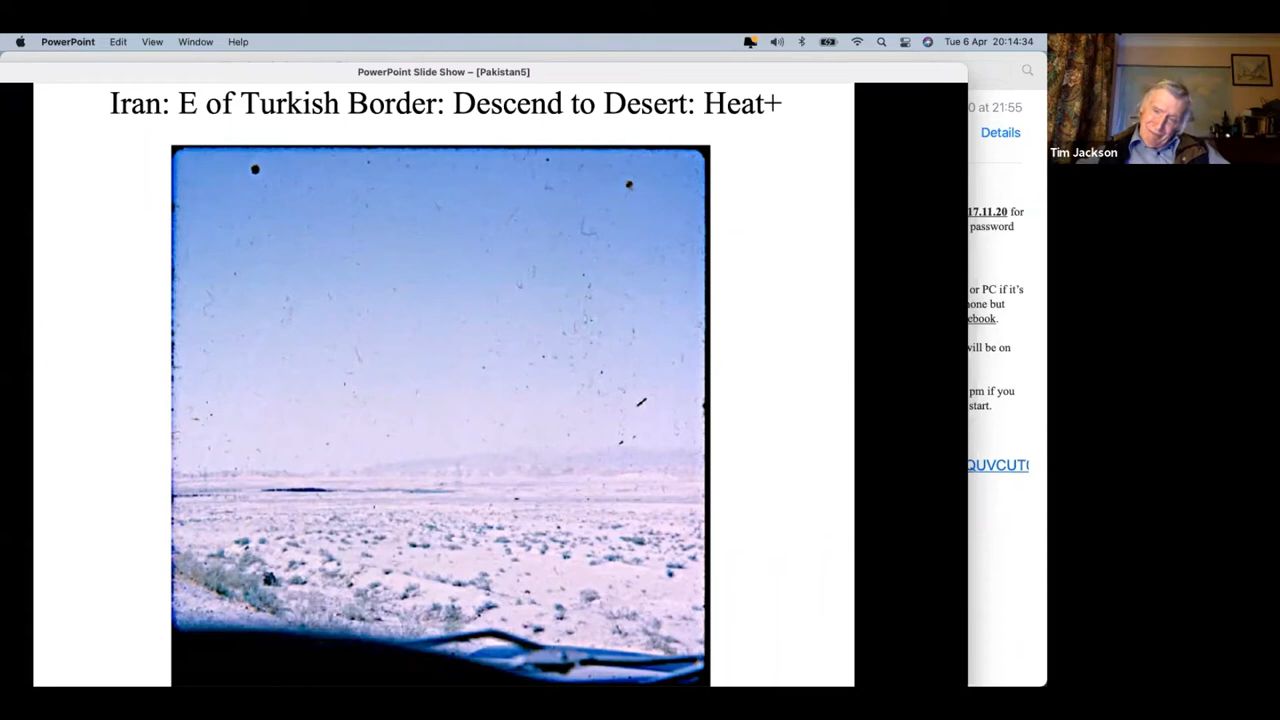 PowerPoint Edit View Window Help
Tue 6 Apr 20:14:34
PowerPoint Slide Show – [Pakistan5]
Iran: E of Turkish Border: Descend to Desert: Heat+
0 at 21:55
Details
17.11.20 for
password
or PC if it's
none but
cebook.
will be on
pm if you
start.
QUVCUT
Tim Jackson